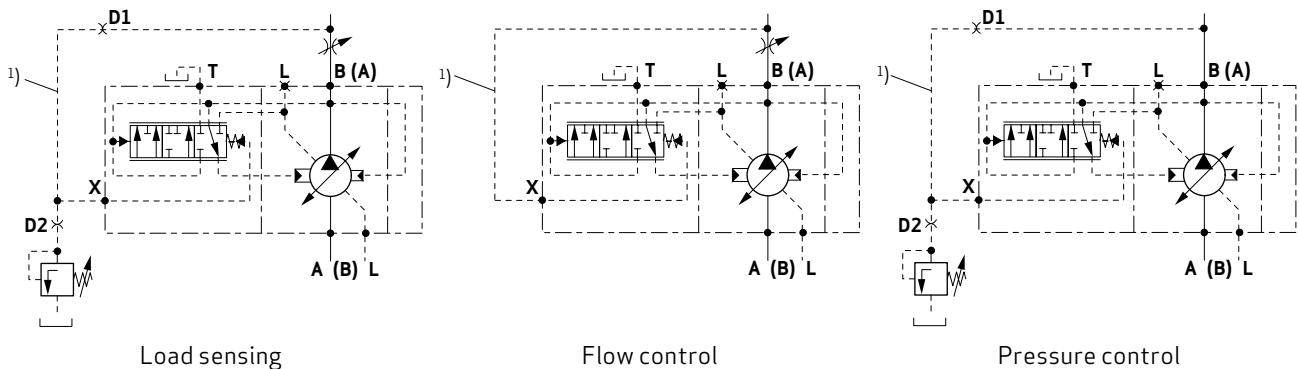 D1
1)
T
L
B (A)
X
D2
A (B) L
Load sensing
1)
T
L
B (A)
X
A (B) L
Flow control
D1
1)
T
L
B (A)
X
D2
A (B) L
Pressure control